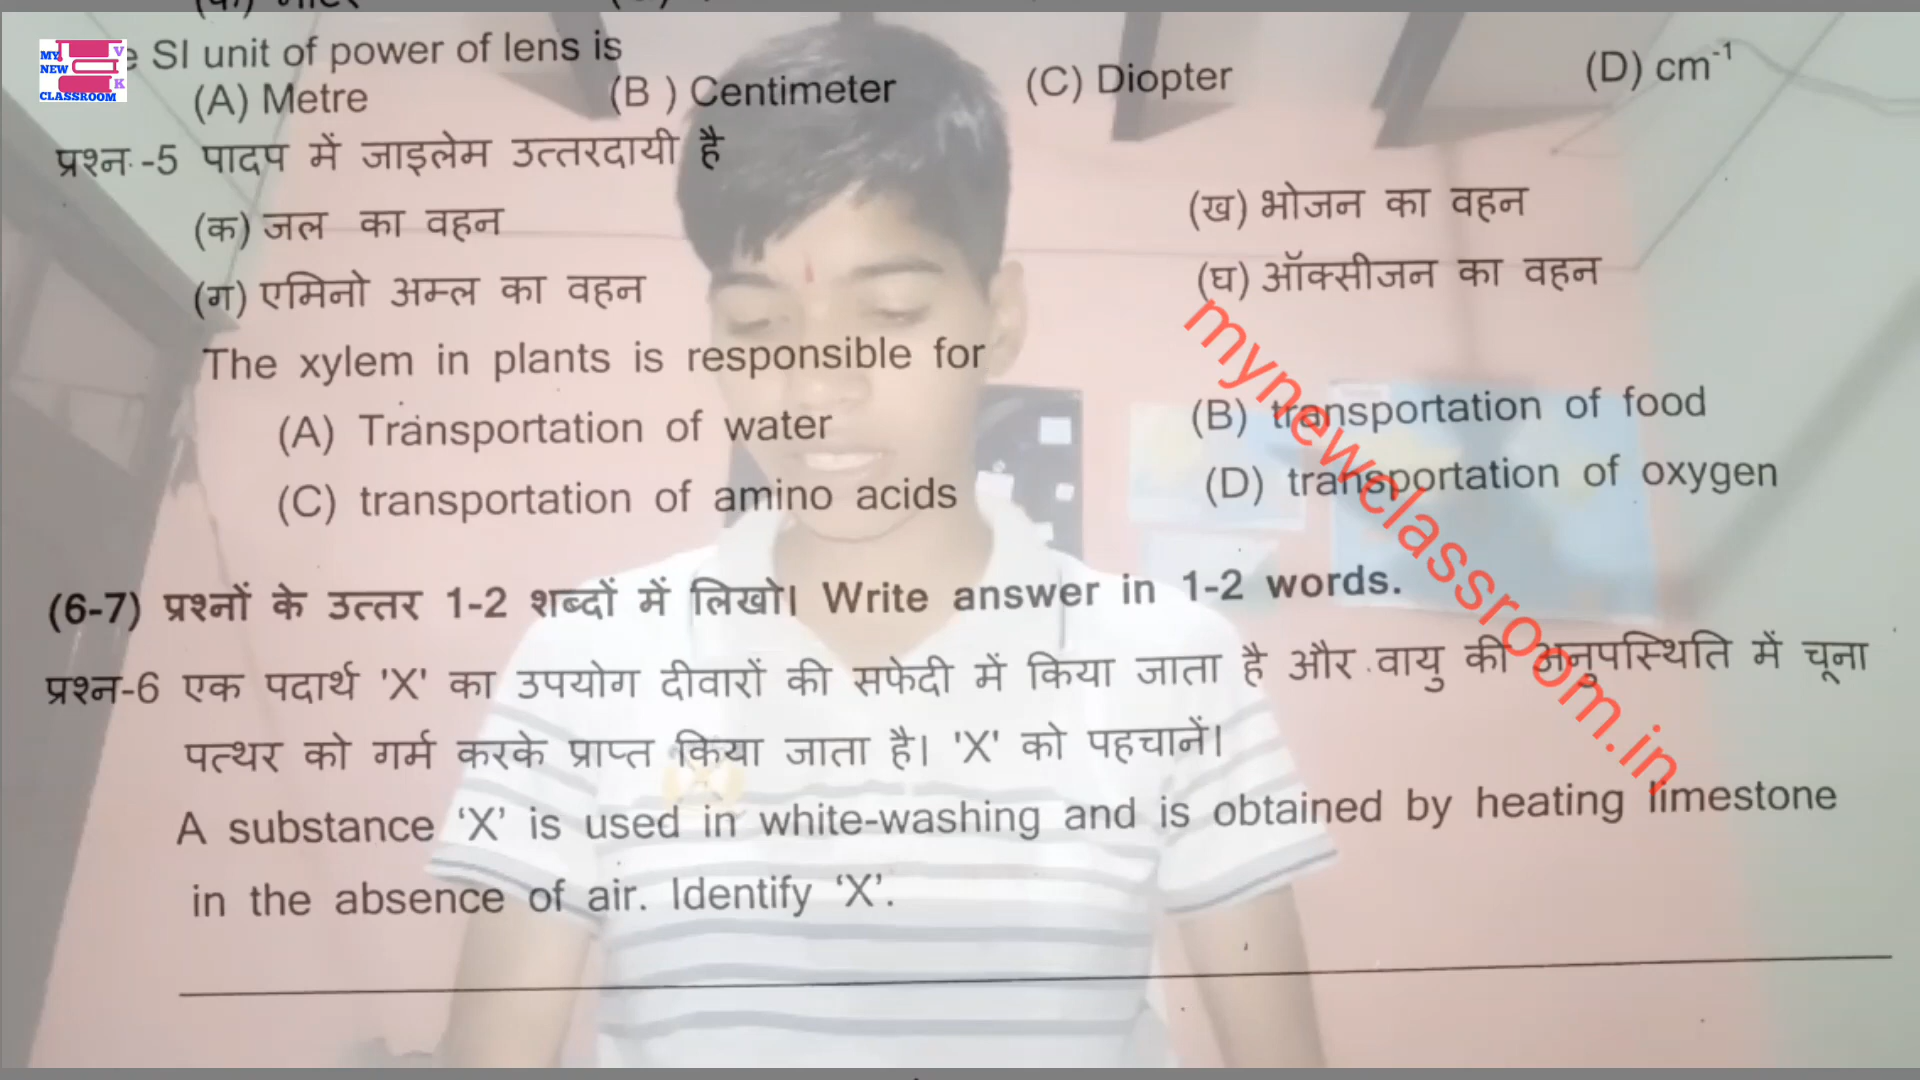 MY NEW CLASSROOM V K
SI unit of power of lens is
(A) Metre (B ) Centimeter (C) Diopter (D) cm⁻¹
प्रश्न -5 पादप में जाइलेम उत्तरदायी है
(क) जल का वहन (ख) भोजन का वहन
(ग) एमिनो अम्ल का वहन (घ) ऑक्सीजन का वहन
The xylem in plants is responsible for
(A) Transportation of water (B) transportation of food
(C) transportation of amino acids (D) transportation of oxygen
mynewclassroom.in
(6-7) प्रश्नों के उत्तर 1-2 शब्दों में लिखो। Write answer in 1-2 words.
प्रश्न-6 एक पदार्थ 'X' का उपयोग दीवारों की सफेदी में किया जाता है और वायु की अनुपस्थिति में चूना
पत्थर को गर्म करके प्राप्त किया जाता है। 'X' को पहचानें।
A substance ‘X’ is used in white-washing and is obtained by heating limestone
in the absence of air. Identify ‘X’.